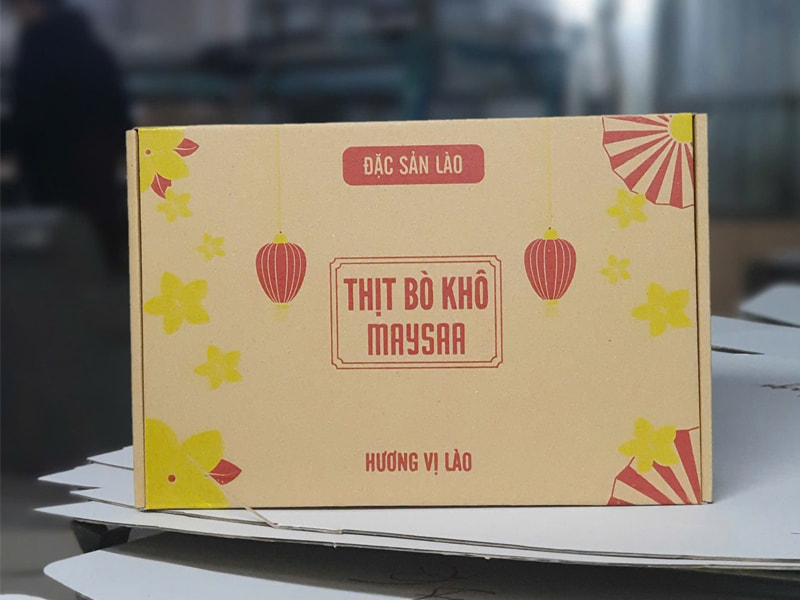 ĐẶC SẢN LÀO
THỊT BÒ KHÔ
MAYSAA
HƯƠNG VỊ LÀO